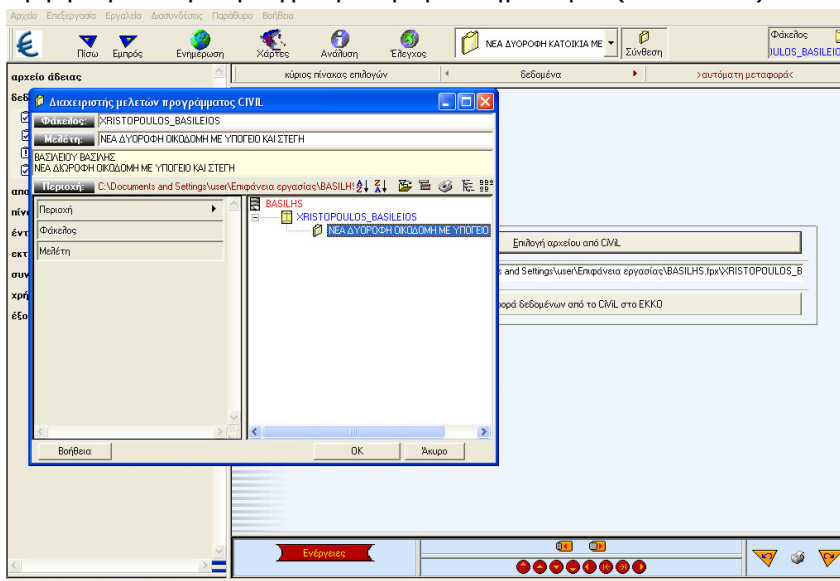 Αρχείο Επεξεργασία Εργαλεία Διασυνδέσεις Παράθυρο Βοήθεια
Πίσω Εμπρός Ενημέρωση Χάρτες Ανάλυση Έλεγχος ΝΕΑ ΔΥΟΡΟΦΗ ΚΑΤΟΙΚΙΑ ΜΕ Σύνθεση Φάκελος
αρχείο άδειας κύριος πίνακας επιλογών δεδομένα >αυτόματη μεταφορά<
Διαχειριστής μελετών προγράμματος CIVIL
Φάκελος: XRISTOPOULOS_BASILEIOS
Μελέτη: ΝΕΑ ΔΥΟΡΟΦΗ ΟΙΚΟΔΟΜΗ ΜΕ ΥΠΟΓΕΙΟ ΚΑΙ ΣΤΕΓΗ
ΒΑΣΙΛΕΙΟΥ ΒΑΣΙΛΗΣ
ΝΕΑ ΔΙΩΡΟΦΗ ΟΙΚΟΔΟΜΗ ΜΕ ΥΠΟΓΕΙΟ ΚΑΙ ΣΤΕΓΗ
Περιοχή: C:\Documents and Settings\user\Επιφάνεια εργασίας\BASILH
Περιοχή
Φάκελος
Μελέτη
BASILHS
XRISTOPOULOS_BASILEIOS
ΝΕΑ ΔΥΟΡΟΦΗ ΟΙΚΟΔΟΜΗ ΜΕ ΥΠΟΓΕΙΟ
Επιλογή αρχείου από CiViL
and Settings\user\Επιφάνεια εργασίας\BASILHS.fpx\XRISTOPOULOS_B
δεδομένων από το CiViL στο ΕΚΚΟ
Βοήθεια OK Άκυρο
Ενέργειες